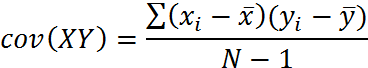 cov(XY) = ∑(xᵢ − x̄)(yᵢ − ȳ) / N − 1